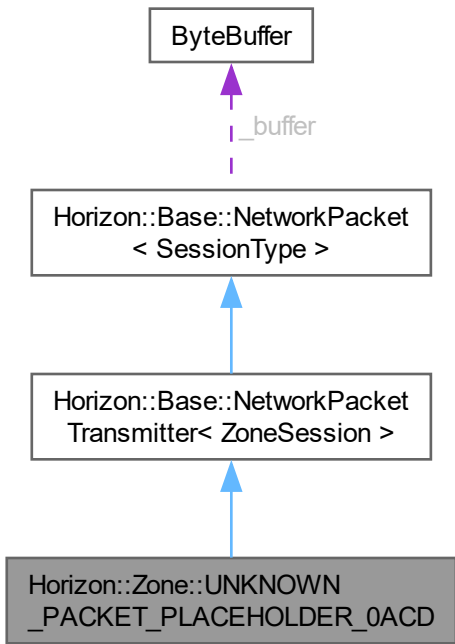 ByteBuffer
_buffer
Horizon::Base::NetworkPacket
< SessionType >
Horizon::Base::NetworkPacket
Transmitter< ZoneSession >
Horizon::Zone::UNKNOWN
_PACKET_PLACEHOLDER_0ACD